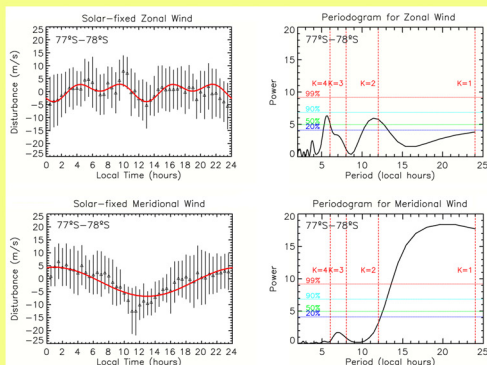 Solar-fixed Zonal Wind
77°S-78°S
Disturbance (m/s)
25
20
15
10
5
0
-5
-10
-15
-20
-25
0 2 4 6 8 10 12 14 16 18 20 22 24
Local Time (hours)
Periodogram for Zonal Wind
77°S-78°S
K=4 K=3 K=2 K=1
99%
90%
50%
20%
Power
20
15
10
5
0
5 10 15 20
Period (local hours)
Solar-fixed Meridional Wind
77°S-78°S
Disturbance (m/s)
25
20
15
10
5
0
-5
-10
-15
-20
-25
0 2 4 6 8 10 12 14 16 18 20 22 24
Local Time (hours)
Periodogram for Meridional Wind
77°S-78°S
K=4 K=3 K=2 K=1
99%
90%
50%
20%
Power
20
15
10
5
0
5 10 15 20
Period (local hours)